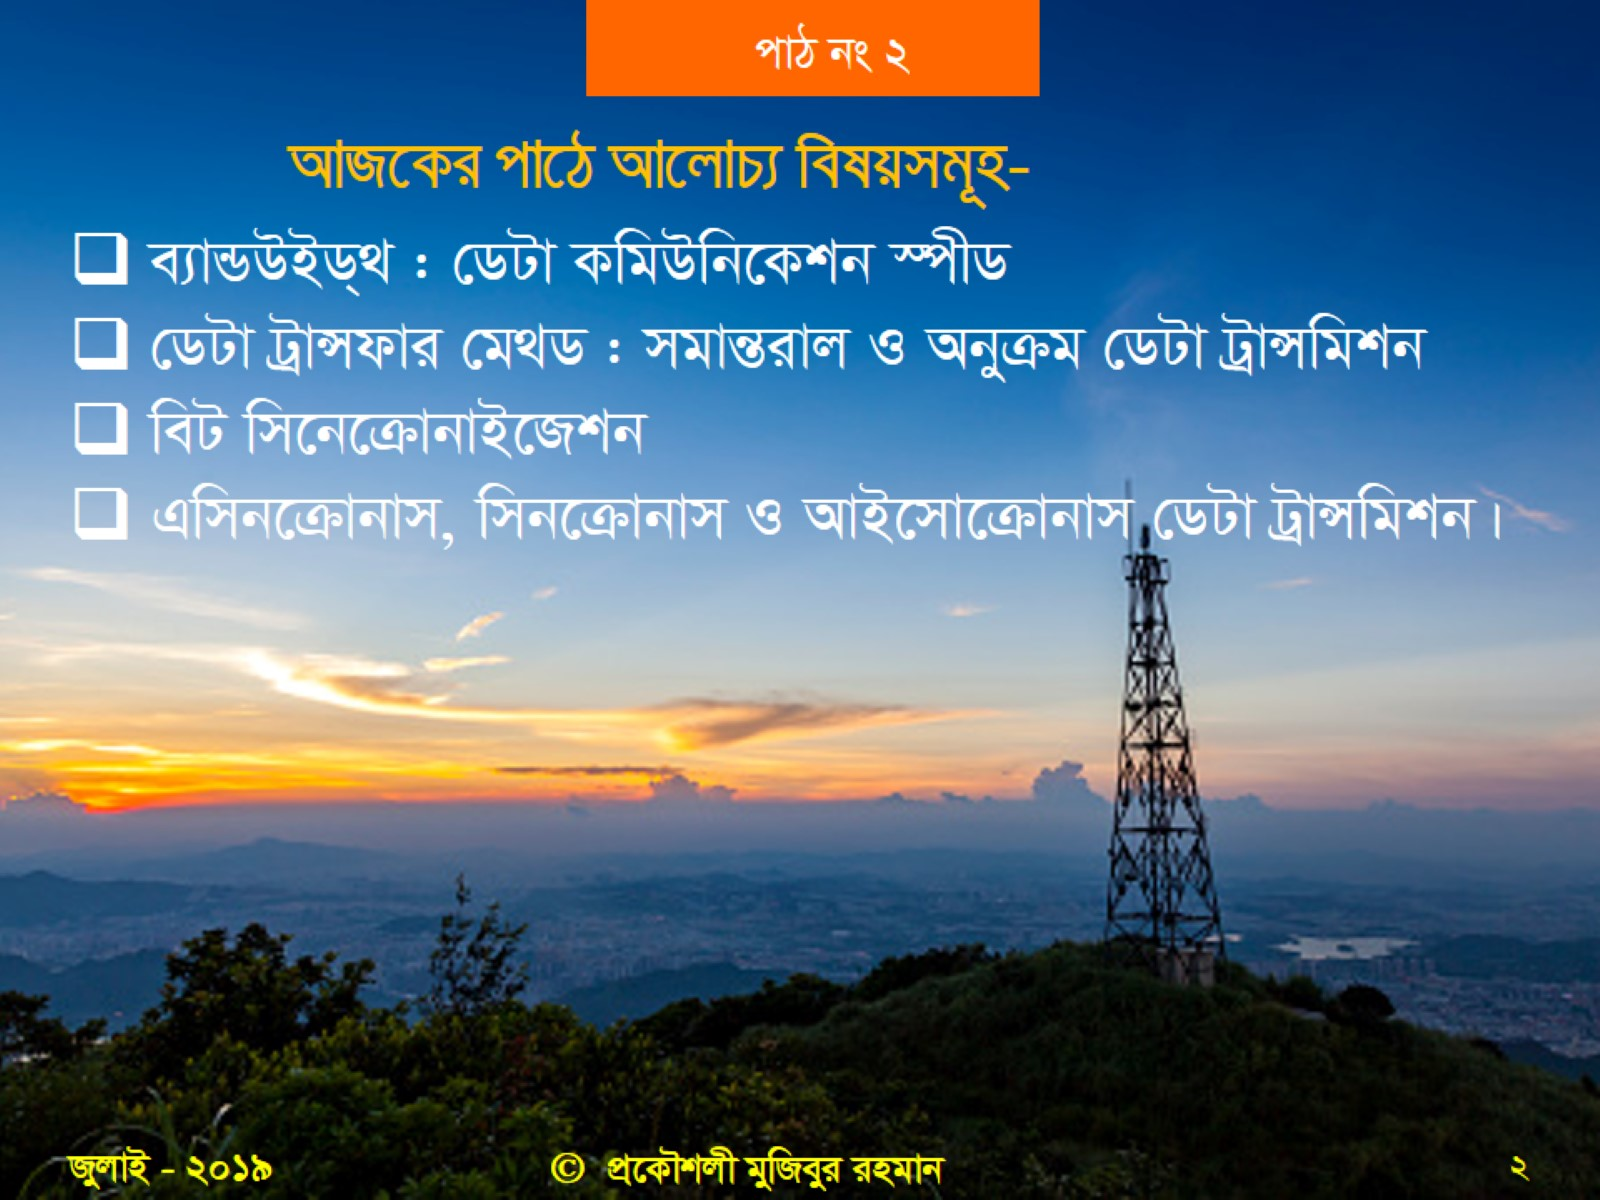 পাঠ নং ২
আজকের পাঠে আলোচ্য বিষয়সমূহ-
❑ ব্যান্ডউইড্থ : ডেটা কমিউনিকেশন স্পীড
❑ ডেটা ট্রান্সফার মেথড : সমান্তরাল ও অনুক্রম ডেটা ট্রান্সমিশন
❑ বিট সিনেক্রোনাইজেশন
❑ এসিনক্রোনাস, সিনক্রোনাস ও আইসোক্রোনাস ডেটা ট্রান্সমিশন।
জুলাই - ২০১৯ © প্রকৌশলী মুজিবুর রহমান ২